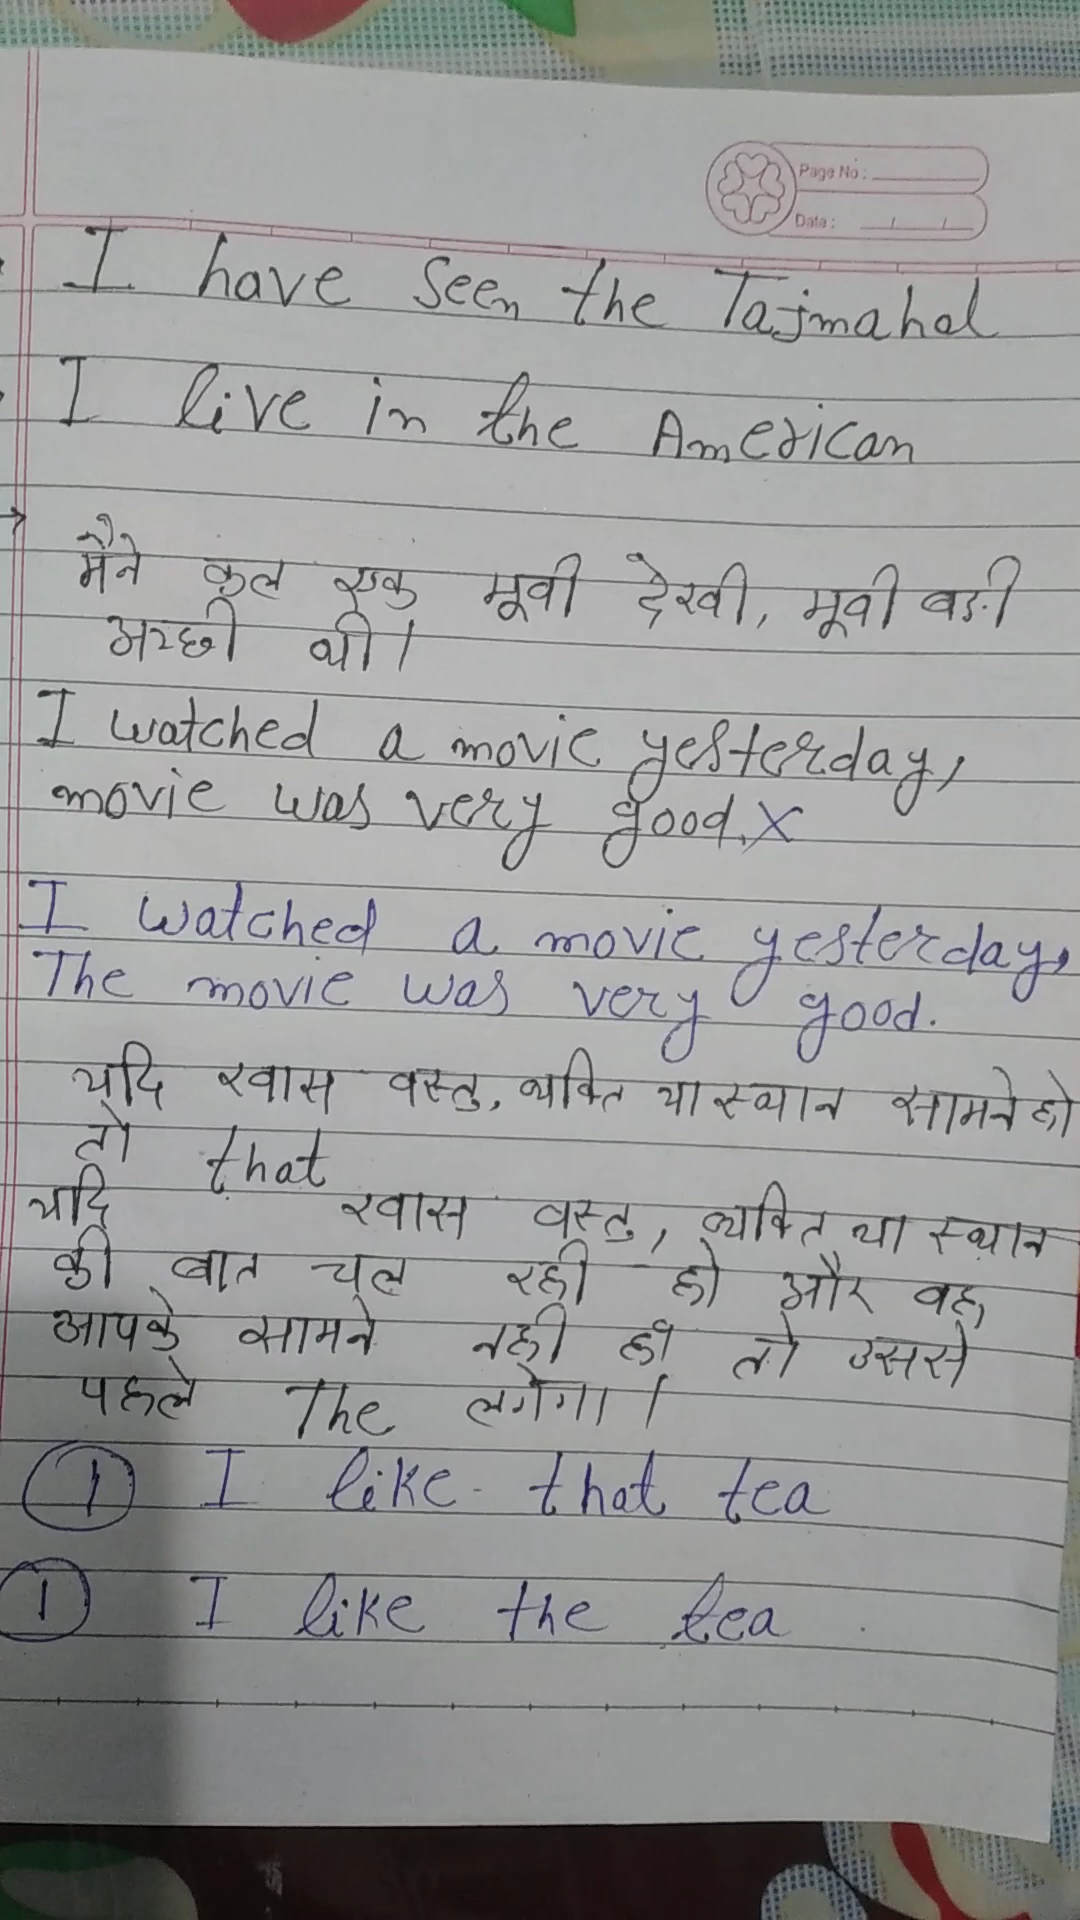 Page No:
Date:
I have seen the Tajmahal
I live in the American
मैने कुल एक मूवी देखी, मूवी बङी
अच्छी थी।
I watched a movie yesterday,
movie was very good. X
I watched a movie yesterday,
The movie was very good.
यदि खास वस्तु, व्यक्ति या स्थान सामने हो
तो that
यदि खास वस्तु, व्यक्ति या स्थान
की बात चल रही हो और वह
आपके सामने नही हो तो उससे
पहले The लगेगा।
1 I like that tea
1 I like the tea